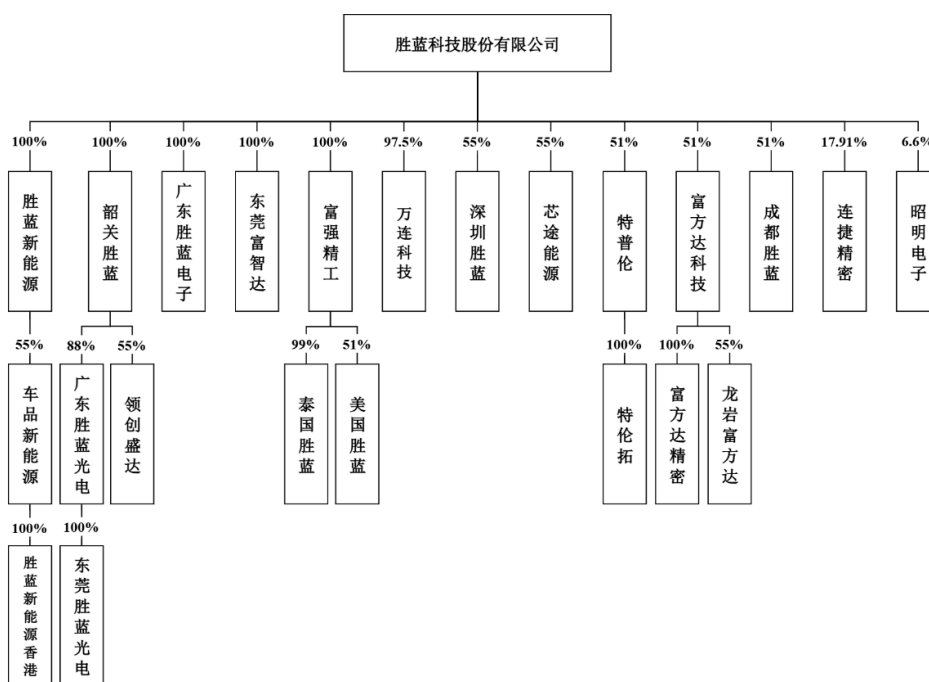 胜蓝科技股份有限公司
100% 100% 100% 100% 100% 97.5% 55% 55% 51% 51% 51% 17.91% 6.6%
胜蓝新能源
韶关胜蓝
广东胜蓝电子
东莞富智达
富强精工
万连科技
深圳胜蓝
芯途能源
特普伦
富方达科技
成都胜蓝
连捷精密
昭明电子
55% 88% 55% 99% 51% 100% 100% 55%
车品新能源
广东胜蓝光电
领创盛达
泰国胜蓝
美国胜蓝
特伦拓
富方达精密
龙岩富方达
100% 100%
胜蓝新能源香港
东莞胜蓝光电